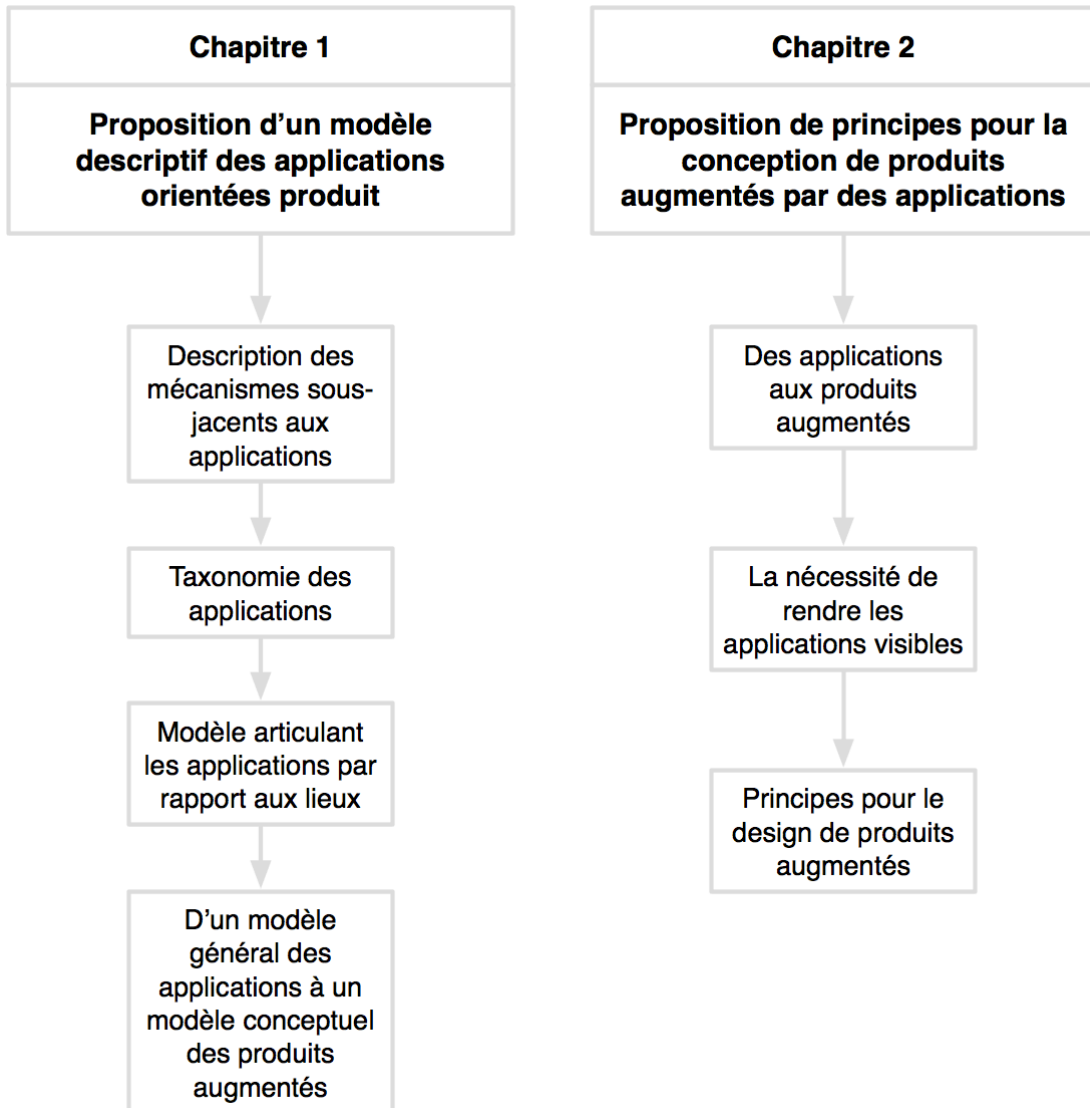 Chapitre 1
Proposition d’un modèle
descriptif des applications
orientées produit
Description des
mécanismes sous-
jacents aux
applications
Taxonomie des
applications
Modèle articulant
les applications par
rapport aux lieux
D’un modèle
général des
applications à un
modèle conceptuel
des produits
augmentés
Chapitre 2
Proposition de principes pour la
conception de produits
augmentés par des applications
Des applications
aux produits
augmentés
La nécessité de
rendre les
applications visibles
Principes pour le
design de produits
augmentés